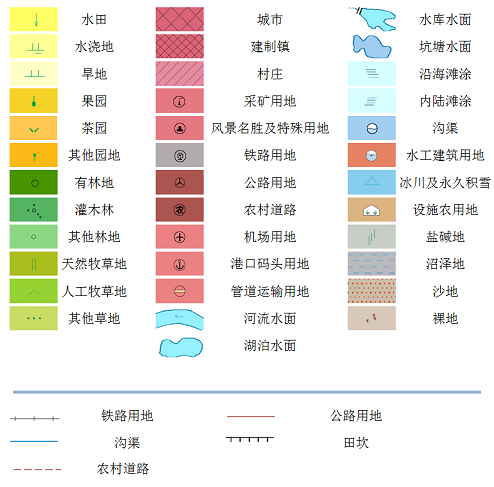 水田 城市 水库水面
水浇地 建制镇 坑塘水面
旱地 村庄 沿海滩涂
果园 采矿用地 内陆滩涂
茶园 风景名胜及特殊用地 沟渠
其他园地 铁路用地 水工建筑用地
有林地 公路用地 冰川及永久积雪
灌木林 农村道路 设施农用地
其他林地 机场用地 盐碱地
天然牧草地 港口码头用地 沼泽地
人工牧草地 管道运输用地 沙地
其他草地 河流水面 裸地
湖泊水面
铁路用地 公路用地
沟渠 田坎
农村道路